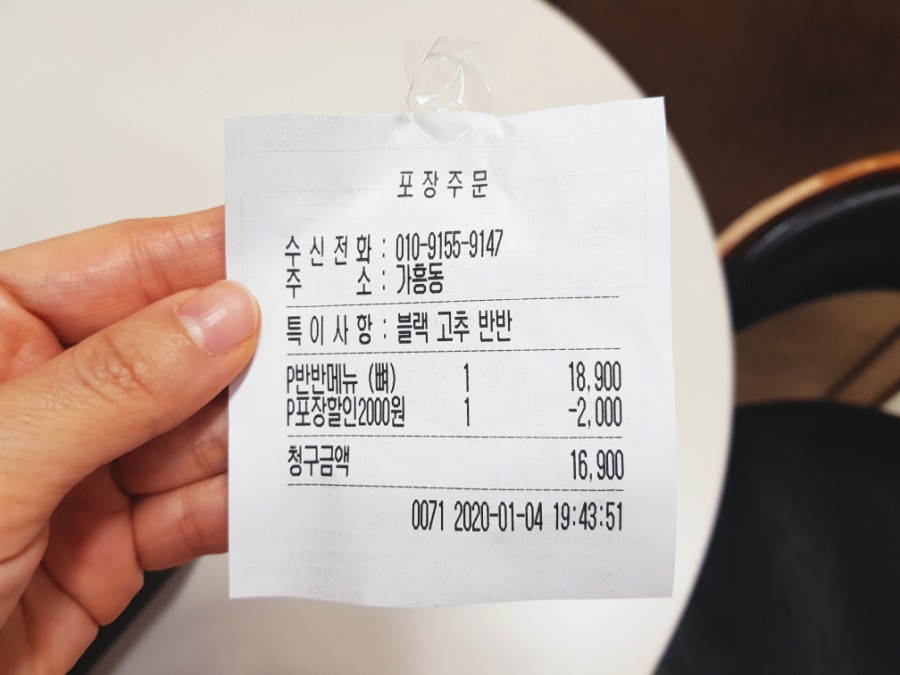 포장주문
수신전화 : 010-9155-9147
주 소 : 가흥동
특이사항 : 블랙 고추 반반
P반반메뉴 (뼈) 1 18,900
P포장할인2000원 1 -2,000
청구금액 16,900
0071 2020-01-04 19:43:51